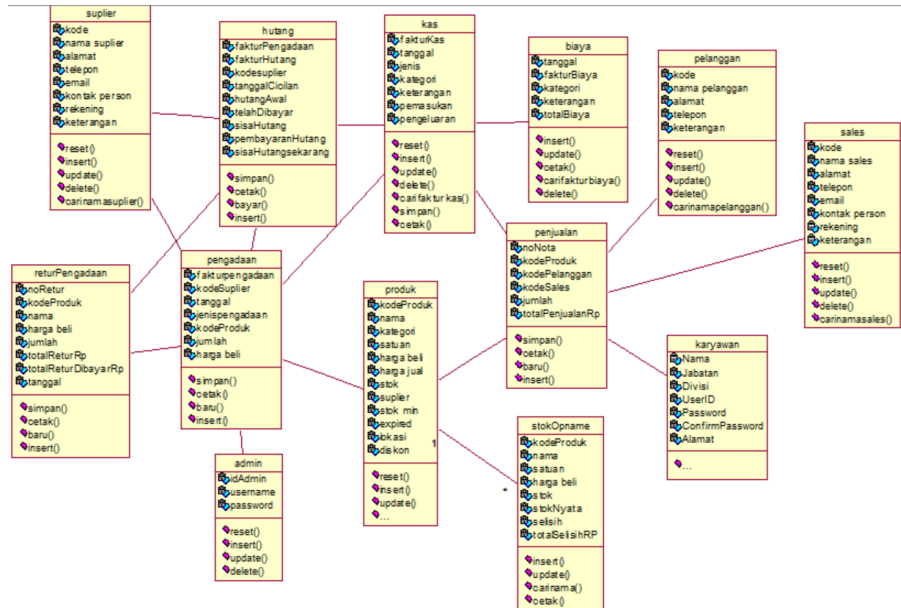 suplier
kode
nama suplier
alamat
telepon
email
kontak person
rekening
keterangan
reset()
insert()
update()
delete()
carinamasuplier()
hutang
fakturPengadaan
fakturHutang
kodesuplier
tanggalCicilan
hutangAwal
telahDibayar
sisaHutang
pembayaranHutang
sisaHutangsekarang
simpan()
cetak()
bayar()
insert()
kas
fakturKas
tanggal
jenis
kategori
keterangan
pemasukan
pengeluaran
reset()
insert()
update()
delete()
carifaktur kas()
simpan()
cetak()
biaya
tanggal
fakturBiaya
kategori
keterangan
totalBiaya
insert()
update()
cetak()
carifakturbiaya()
delete()
pelanggan
kode
nama pelanggan
alamat
telepon
keterangan
reset()
insert()
update()
delete()
carinamapelanggan()
sales
kode
nama sales
alamat
telepon
email
kontak person
rekening
keterangan
reset()
insert()
update()
delete()
carinamasales()
returPengadaan
noRetur
kodeProduk
nama
harga beli
jumlah
totalReturRp
totalReturDibayarRp
tanggal
simpan()
cetak()
baru()
insert()
pengadaan
fakturpengadaan
kodeSuplier
tanggal
jenispengadaan
kodeProduk
jumlah
harga beli
simpan()
cetak()
baru()
insert()
produk
kodeProduk
nama
kategori
satuan
harga beli
harga jual
stok
suplier
stok min
expired
lokasi
diskon
1
reset()
insert()
update()
...
penjualan
noNota
kodeProduk
kodePelanggan
kodeSales
jumlah
totalPenjualanRp
simpan()
cetak()
baru()
insert()
karyawan
Nama
Jabatan
Divisi
UserID
Password
ConfirmPassword
Alamat
...
admin
idAdmin
username
password
reset()
insert()
update()
delete()
*
stokOpname
kodeProduk
nama
satuan
harga beli
stok
stokNyata
selisih
totalSelisihRP
insert()
update()
carinama()
cetak()